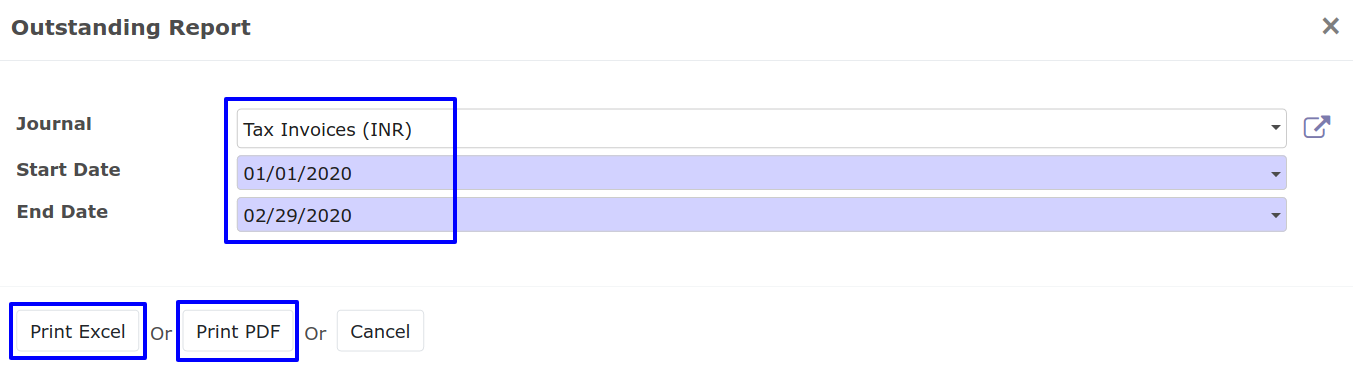 Outstanding Report
Journal Tax Invoices (INR)
Start Date 01/01/2020
End Date 02/29/2020
Print Excel Or Print PDF Or Cancel